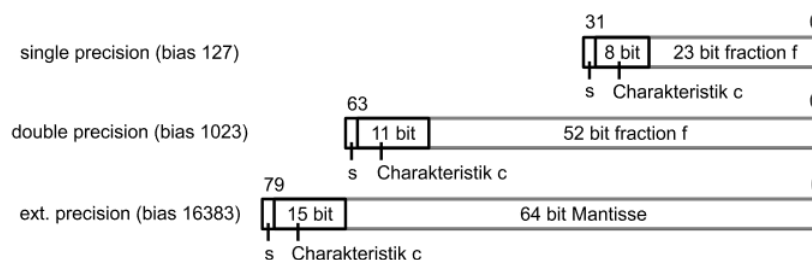 31
single precision (bias 127) 8 bit 23 bit fraction f
s Charakteristik c
63
double precision (bias 1023) 11 bit 52 bit fraction f
s Charakteristik c
79
ext. precision (bias 16383) 15 bit 64 bit Mantisse
s Charakteristik c